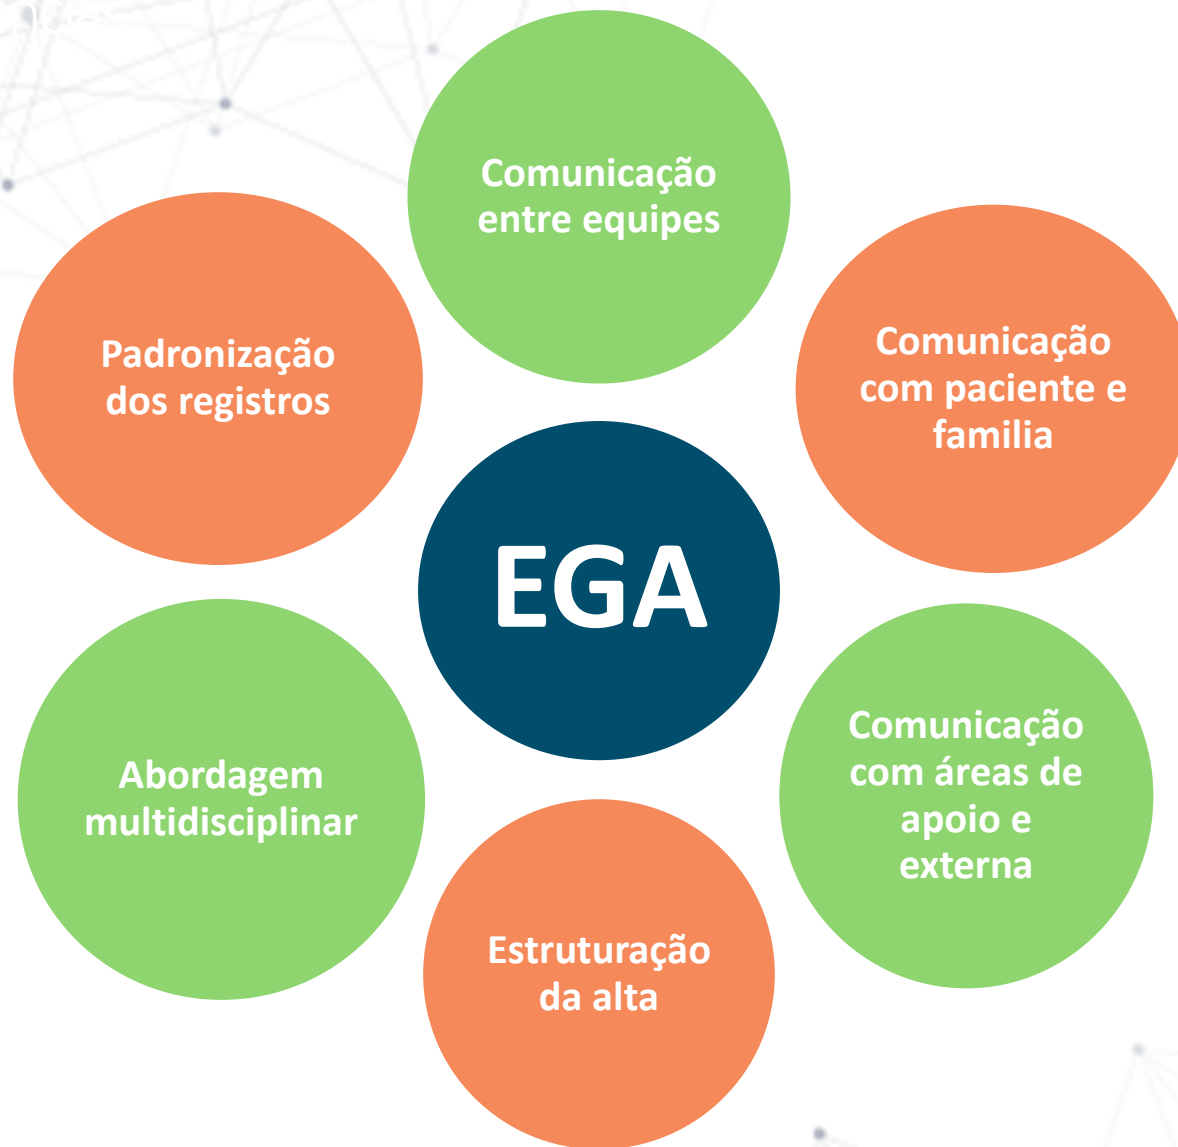 Comunicação
entre equipes
Padronização
dos registros
Comunicação
com paciente e
familia
EGA
Abordagem
multidisciplinar
Comunicação
com áreas de
apoio e
externa
Estruturação
da alta